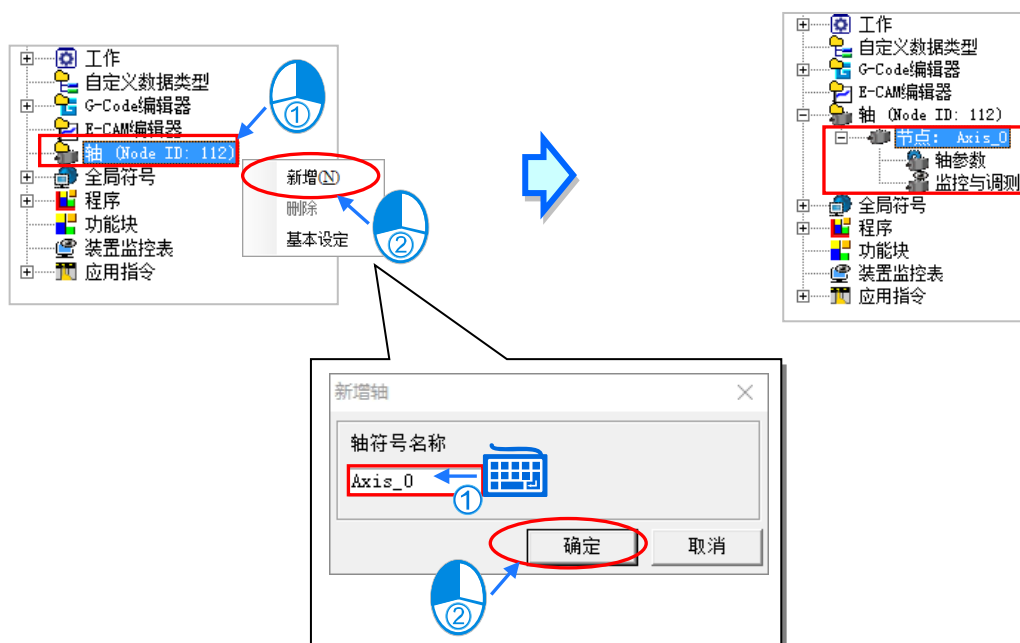 工作
自定义数据类型
G-Code编辑器
E-CAM编辑器
轴 (Node ID: 112)
全局符号
程序
功能块
装置监控表
应用指令
①
新增(N)
删除
基本设定
②
工作
自定义数据类型
G-Code编辑器
E-CAM编辑器
轴 (Node ID: 112)
节点: Axis_0
轴参数
监控与调测
全局符号
程序
功能块
装置监控表
应用指令
新增轴
轴符号名称
Axis_0
①
确定
取消
②